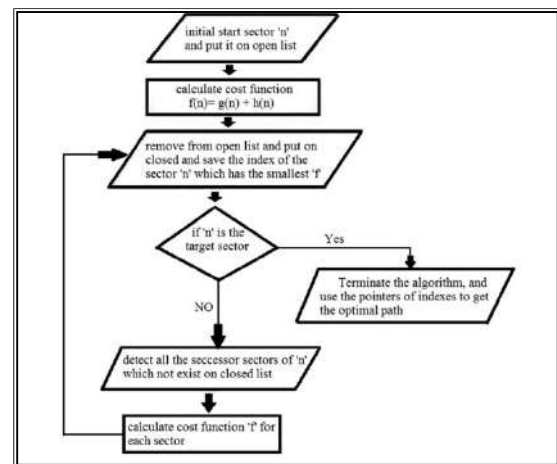 initial start sector 'n'
and put it on open list
calculate cost function
f(n)= g(n) + h(n)
remove from open list and put on
closed and save the index of the
sector 'n' which has the smallest 'f'
if 'n' is the
target sector
Yes
Terminate the algorithm, and
use the pointers of indexes to get
the optimal path
NO
detect all the seccessor sectors of 'n'
which not exist on closed list
calculate cost function 'f' for
each sector